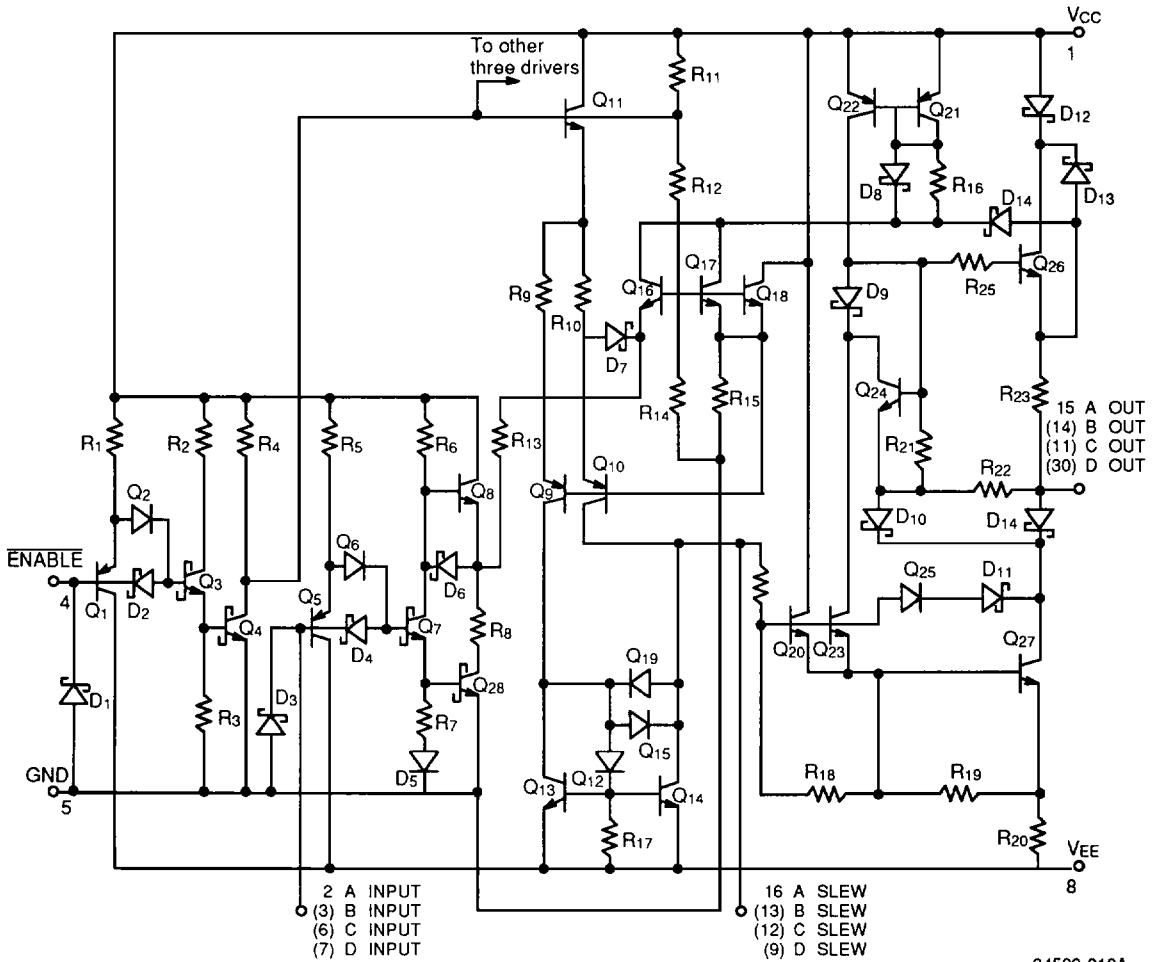 VCC
1
To other
three drivers
R11
Q11
Q22
Q21
D12
R12
D8
R16
D13
D14
R9
R10
Q16
Q17
Q18
D9
R25
Q26
D7
Q24
R23
R14
R15
R21
15 A OUT
(14) B OUT
(11) C OUT
(30) D OUT
R1
R2
R4
R5
R6
R13
Q10
Q9
Q8
R22
Q2
Q6
D10
D14
ENABLE
4
Q1
D2
Q3
Q4
Q5
D4
Q7
D6
R8
Q25
D11
Q20
Q23
Q27
Q28
Q19
D1
R3
D3
R7
Q15
D5
Q12
GND
5
Q13
Q14
R18
R19
R17
R20
VEE
8
2 A INPUT
(3) B INPUT
(6) C INPUT
(7) D INPUT
16 A SLEW
(13) B SLEW
(12) C SLEW
(9) D SLEW